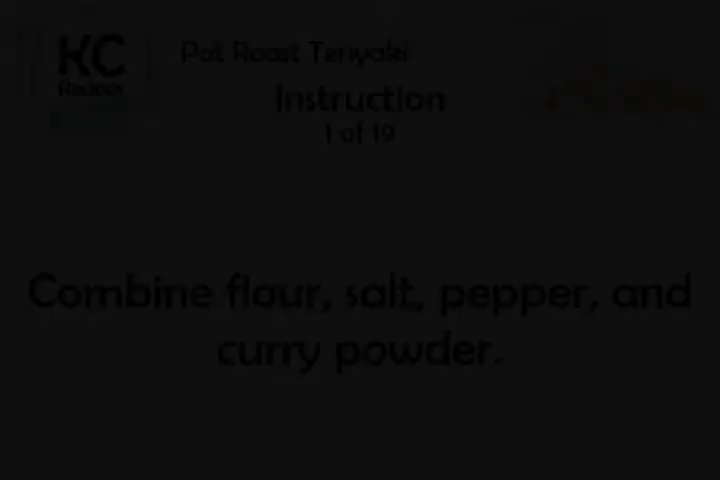 KC
Recipes
Pot Roast Teriyaki
Instruction
1 of 19
Combine flour, salt, pepper, and
curry powder.